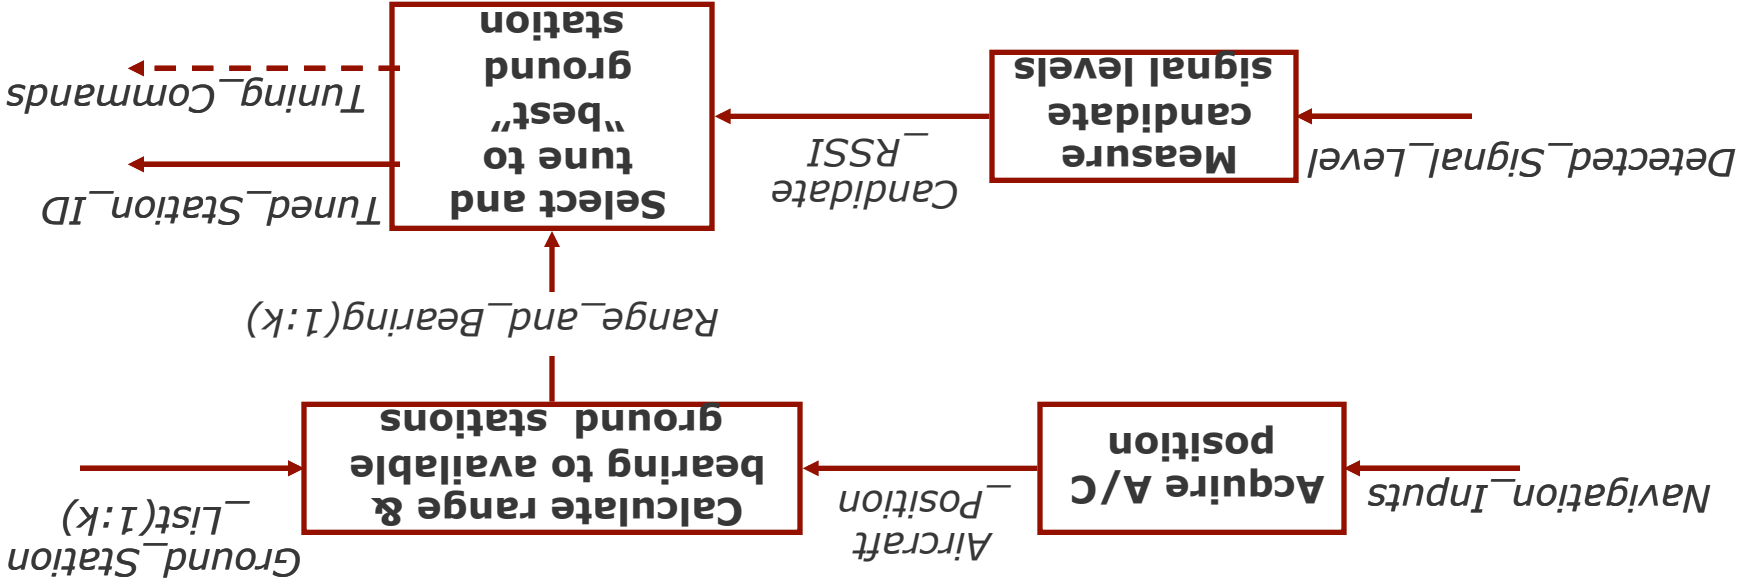 Navigation_Inputs
Acquire A/C
position
Aircraft
_Position
Calculate range &
bearing to available
ground  stations
Ground_Station
_List(1:k)
Range_and_Bearing(1:k)
Detected_Signal_Level
Measure
candidate
signal levels
Candidate
_RSSI
Select and
tune to
“best”
ground
station
Tuned_Station_ID
Tuning_Commands